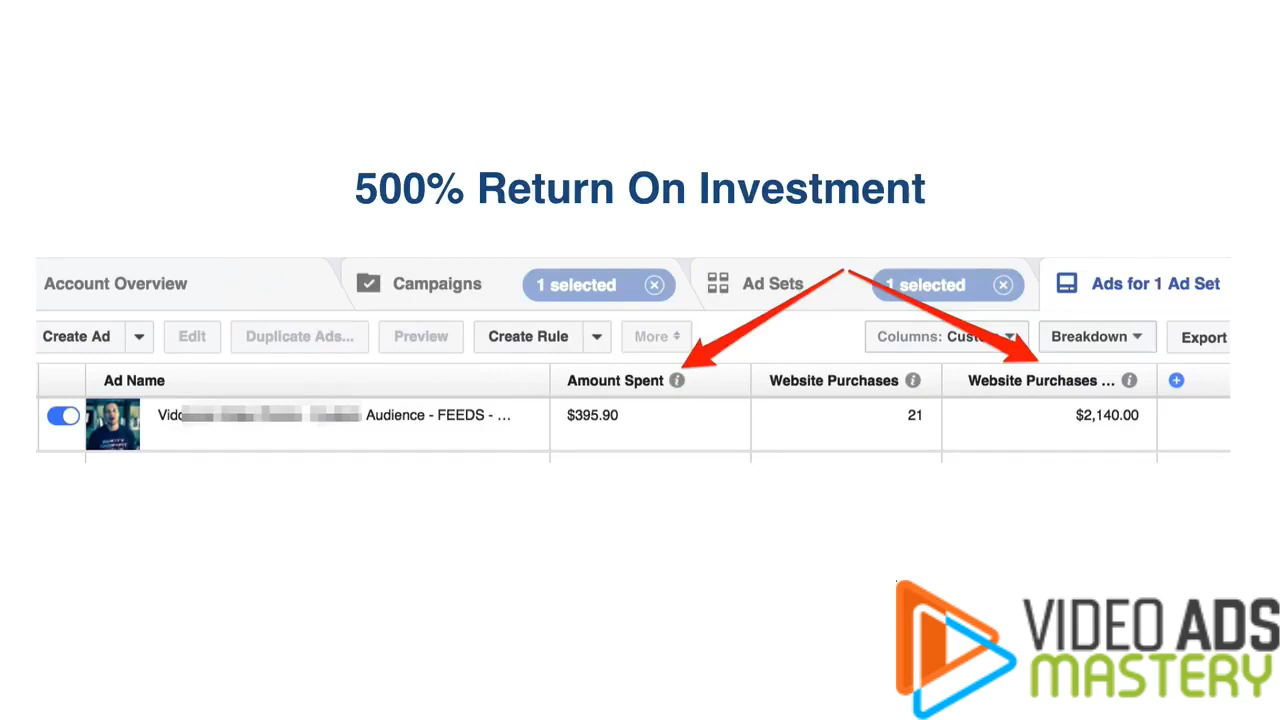 500% Return On Investment
Account Overview Campaigns 1 selected Ad Sets 1 selected Ads for 1 Ad Set
Create Ad Edit Duplicate Ads... Preview Create Rule More Columns: Breakdown Export
Ad Name Amount Spent Website Purchases Website Purchases ...
Audience - FEEDS - ... $395.90 21 $2,140.00
VIDEO ADS
MASTERY